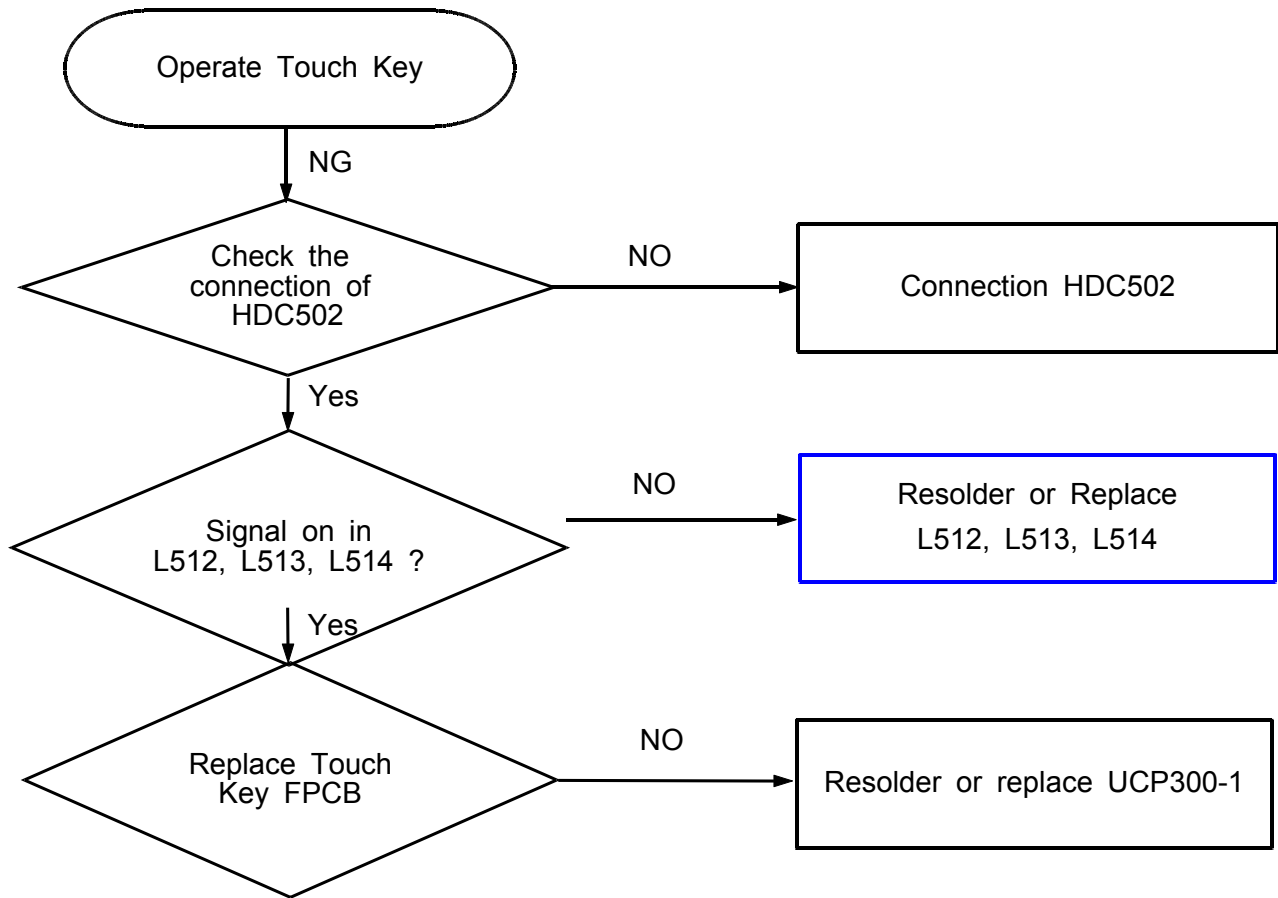 Operate Touch Key
NG
Check the
connection of
HDC502
NO
Connection HDC502
Yes
Signal on in
L512, L513, L514 ?
NO
Resolder or Replace
L512, L513, L514
Yes
Replace Touch
Key FPCB
NO
Resolder or replace UCP300-1